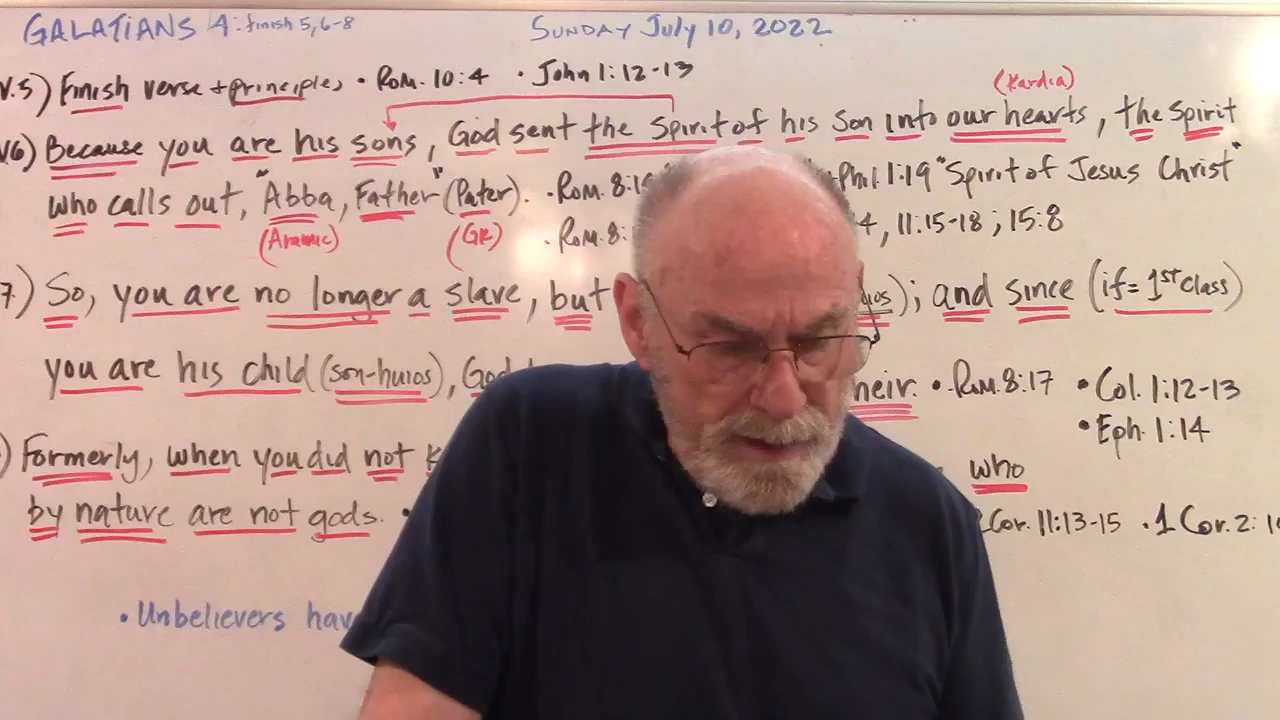 GALATIANS 4: finish 5, 6-8 SUNDAY July 10, 2022
V.5) Finish verse + principles • Rom. 10:4 • John 1:12-13
(Kardia)
V6) Because you are his sons, God sent the Spirit of his Son into our hearts, the Spirit
who calls out, "Abba, Father" (Pater). • Rom. 8: Phil. 1:19 "Spirit of Jesus Christ"
(Aramic) (GK) • Rom. 8: 4, 11:15-18; 15:8
7.) So, you are no longer a slave, but ); and since (if = 1st Class)
you are his child (son-huios), God heir. • Rom. 8:17 • Col. 1:12-13
• Eph. 1:14
) Formerly, when you did not who
by nature are not gods. • 2 Cor. 11:13-15 • 1 Cor. 2:
• Unbelievers hav